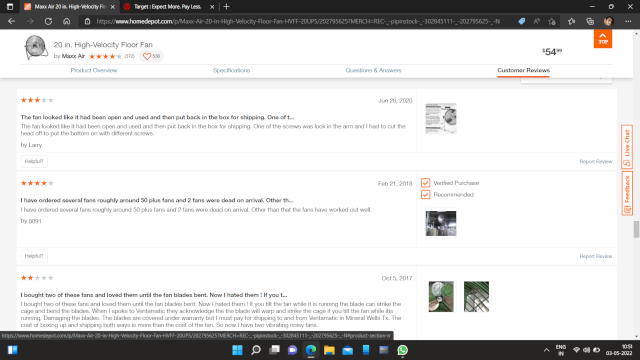 Maxx Air 20-in. High-Velocity Flo
Target : Expect More. Pay Less.
https://www.homedepot.com/p/Maxx-Air-20-in-High-Velocity-Floor-Fan-HVFF-20UPS/202795625?MERCH=REC-_-pipinstock-_-302845111-_-202795625-_-N
20 in. High-Velocity Floor Fan
by Maxx Air
558
$54⁹⁹
TOP
Product Overview
Specifications
Questions & Answers
Customer Reviews
Jun 28, 2020
The fan looked like it had been open and used and then put back in the box for shipping. One of t...
The fan looked like it had been open and used and then put back in the box for shipping. One of the screws was lock in the arm and I had to cut the
head off to put the bottom on with different screws.
by Larry
Helpful?
Report Review
Live Chat
Feedback
Feb 21, 2018
Verified Purchase
Recommended
I have ordered several fans roughly around 50 plus fans and 2 fans were dead on arrival. Other th...
I have ordered several fans roughly around 50 plus fans and 2 fans were dead on arrival. Other than that the fans have worked out well.
by 0091
Helpful?
Report Review
Oct 5, 2017
I bought two of these fans and loved them until the fan blades bent. Now I hated them ! If you t...
I bought two of these fans and loved them until the fan blades bent. Now I hated them ! If you tilt the fan while it is running the blade can strike the
cage and bend the blades. When I spoke to Ventamatic they acknowledge the the blade will warp and strike the cage if you tilt the fan while its
running. Damaging the blades. The blades are covered under warranty but I must pay for shipping to and from Ventamatic in Mineral Wells Tx. The
cost of boxing up and shipping both ways is more than the cost of the fan. So now I have two vibrating noisy fans.
https://www.homedepot.com/p/Maxx-Air-20-in-High-Velocity-Floor-Fan-HVFF-20UPS/202795625?MERCH=REC-_-pipinstock-_-302845111-_-202795625-_-N#product-section-rr
ENG
IN
10:51
03-05-2022